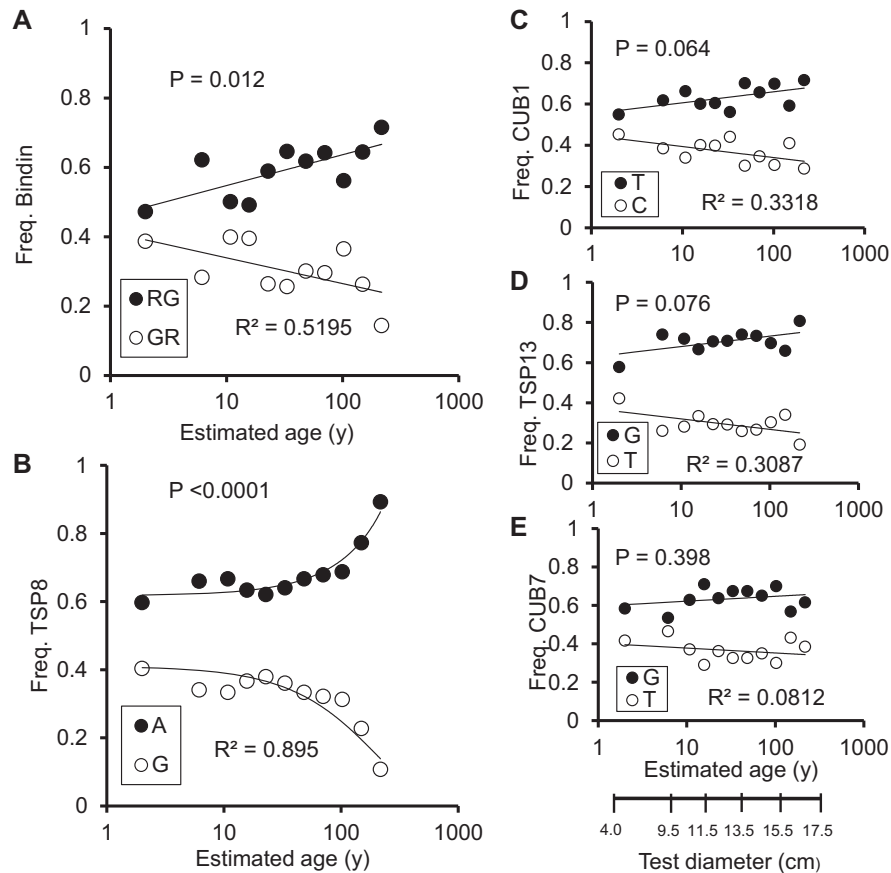 A
1
0.8
0.6
0.4
0.2
0
P = 0.012
RG
GR
R² = 0.5195
Freq. Bindin
1
10
100
1000
Estimated age (y)
B
1
0.8
0.6
0.4
0.2
0
P <0.0001
A
G
R² = 0.895
Freq. TSP8
1
10
100
1000
Estimated age (y)
C
1
0.8
0.6
0.4
0.2
0
P = 0.064
T
C
R² = 0.3318
Freq. CUB1
1
10
100
1000
D
1
0.8
0.6
0.4
0.2
0
P = 0.076
G
T
R² = 0.3087
Freq. TSP13
1
10
100
1000
E
1
0.8
0.6
0.4
0.2
0
P = 0.398
G
T
R² = 0.0812
Freq. CUB7
1
10
100
1000
Estimated age (y)
4.0
9.5
11.5
13.5
15.5
17.5
Test diameter (cm)